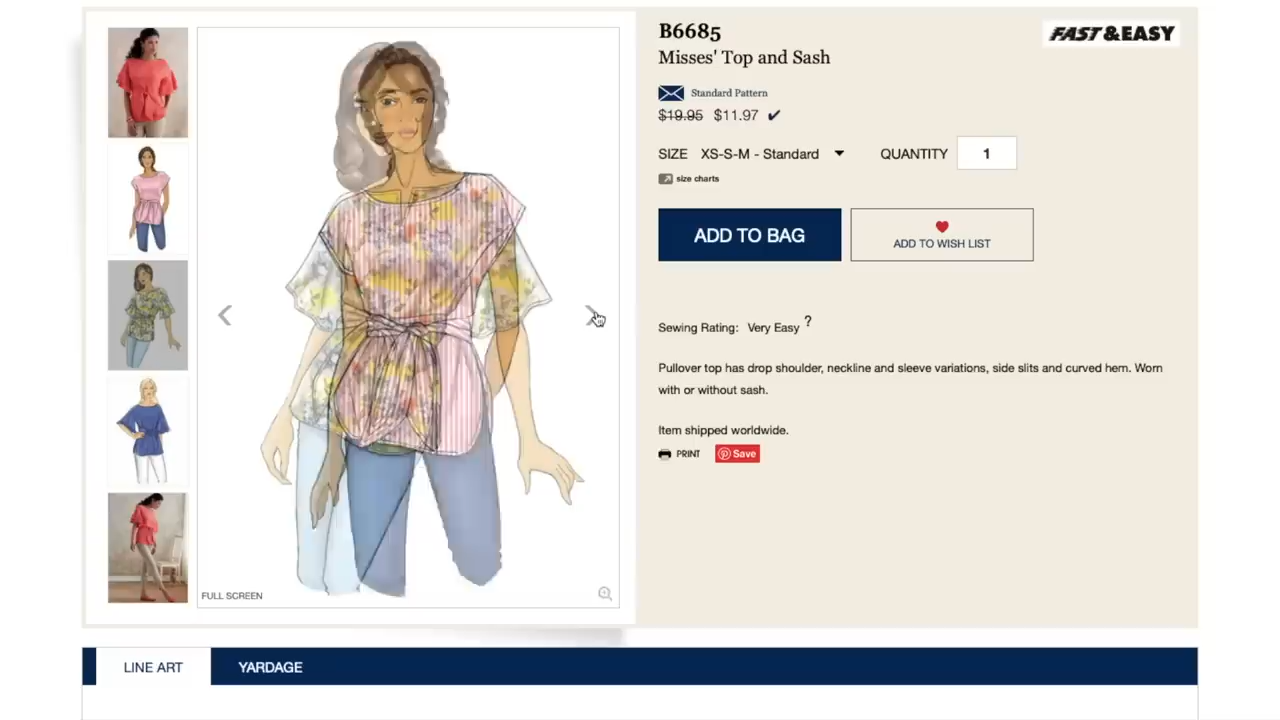 B6685
FAST & EASY
Misses' Top and Sash
Standard Pattern
$19.95 $11.97 ✔
SIZE XS-S-M - Standard QUANTITY 1
size charts
ADD TO BAG
ADD TO WISH LIST
Sewing Rating: Very Easy ?
Pullover top has drop shoulder, neckline and sleeve variations, side slits and curved hem. Worn
with or without sash.
Item shipped worldwide.
PRINT Save
FULL SCREEN
LINE ART YARDAGE